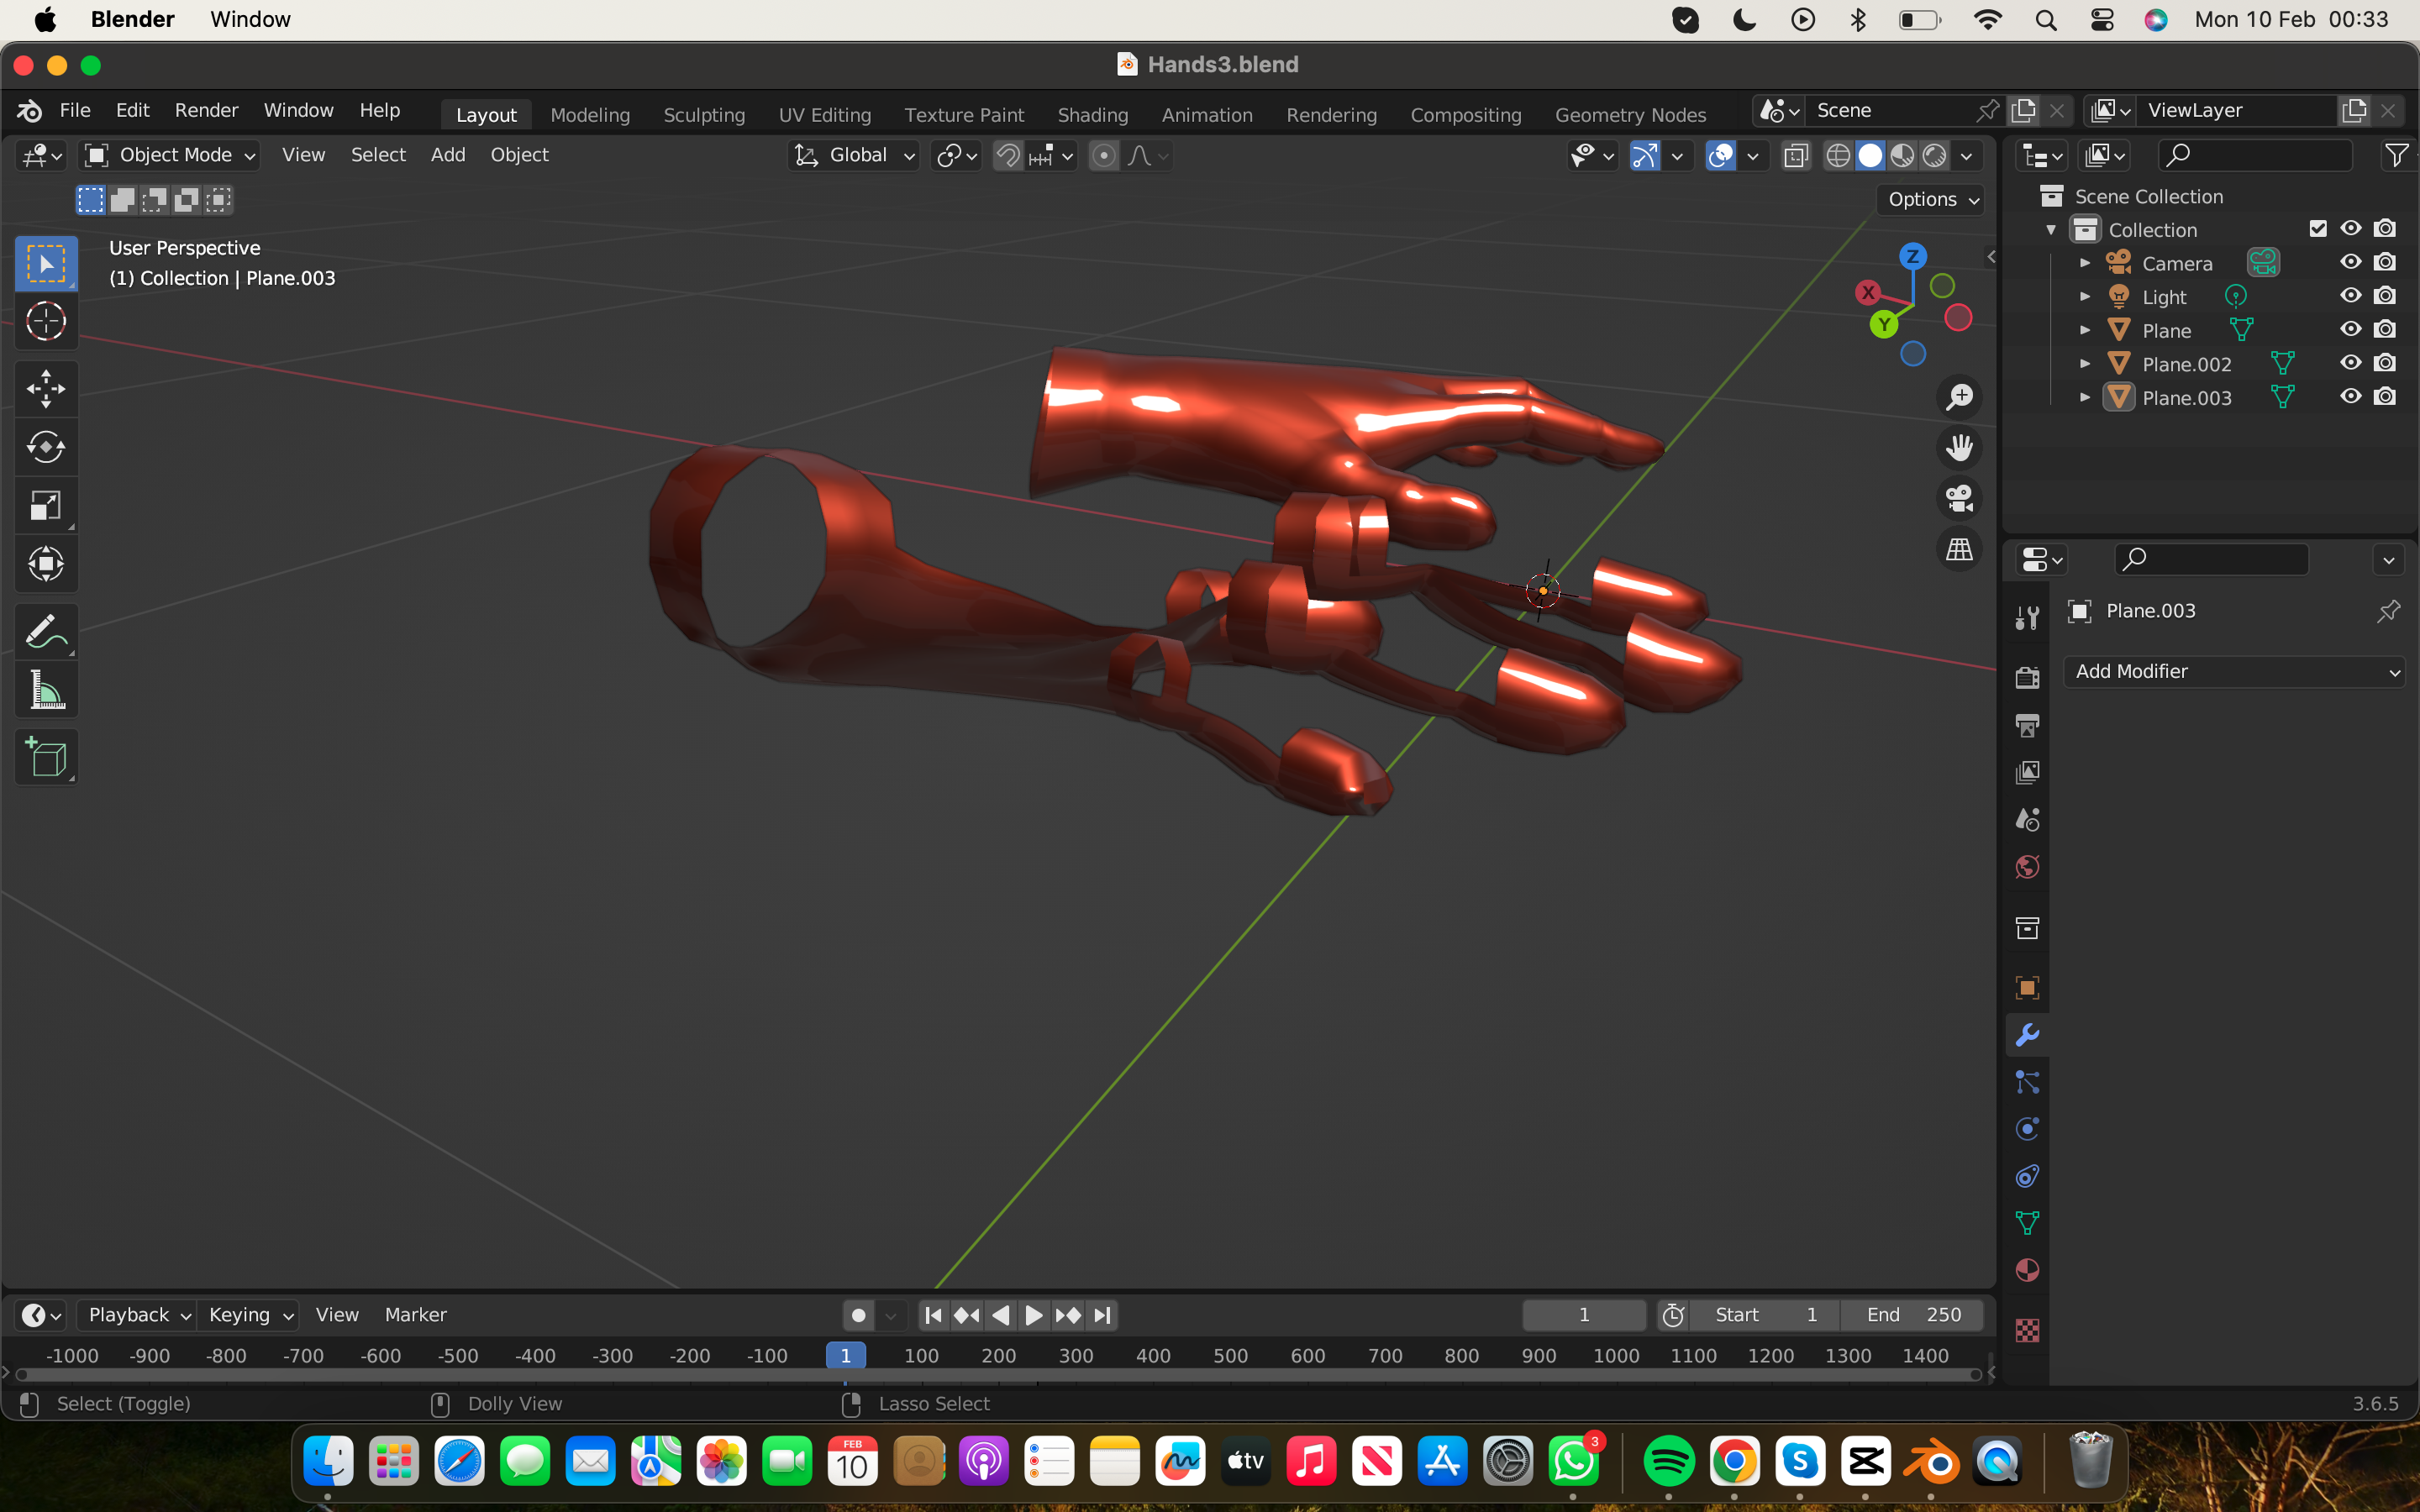 Blender Window Mon 10 Feb 00:33
Hands3.blend
File Edit Render Window Help Layout Modeling Sculpting UV Editing Texture Paint Shading Animation Rendering Compositing Geometry Nodes Scene ViewLayer
Object Mode View Select Add Object Global
Options
User Perspective
(1) Collection | Plane.003
Z
X
Y
Scene Collection
Collection
Camera
Light
Plane
Plane.002
Plane.003
Plane.003
Add Modifier
Playback Keying View Marker 1 Start 1 End 250
-1000 -900 -800 -700 -600 -500 -400 -300 -200 -100 1 100 200 300 400 500 600 700 800 900 1000 1100 1200 1300 1400
Select (Toggle) Dolly View Lasso Select 3.6.5
FEB
10
tv
3